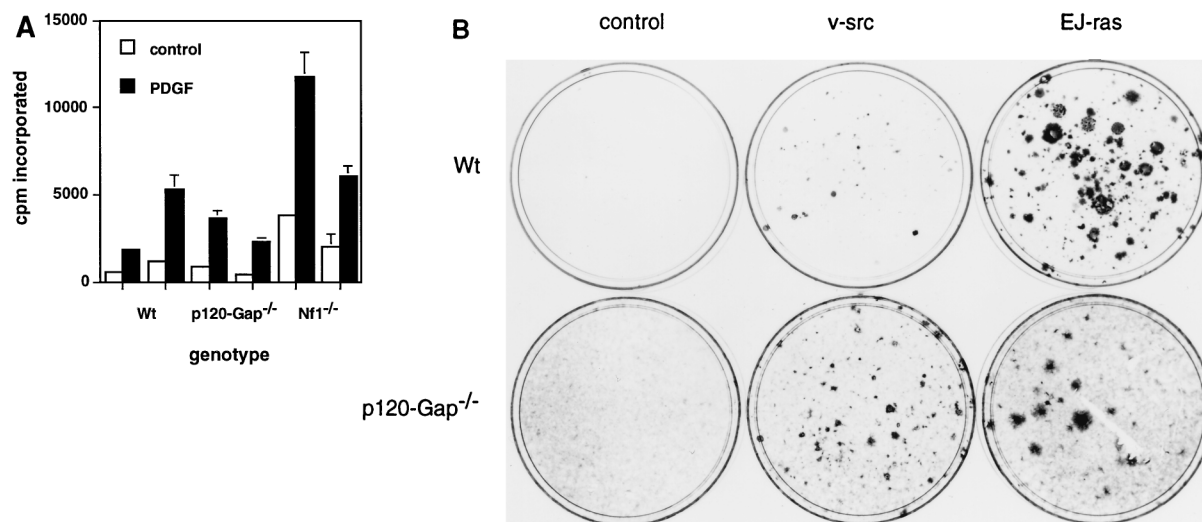 A
15000
10000
5000
0
cpm incorporated
control
PDGF
Wt p120-Gap-/- Nf1-/-
genotype
B
control v-src EJ-ras
Wt
p120-Gap-/-